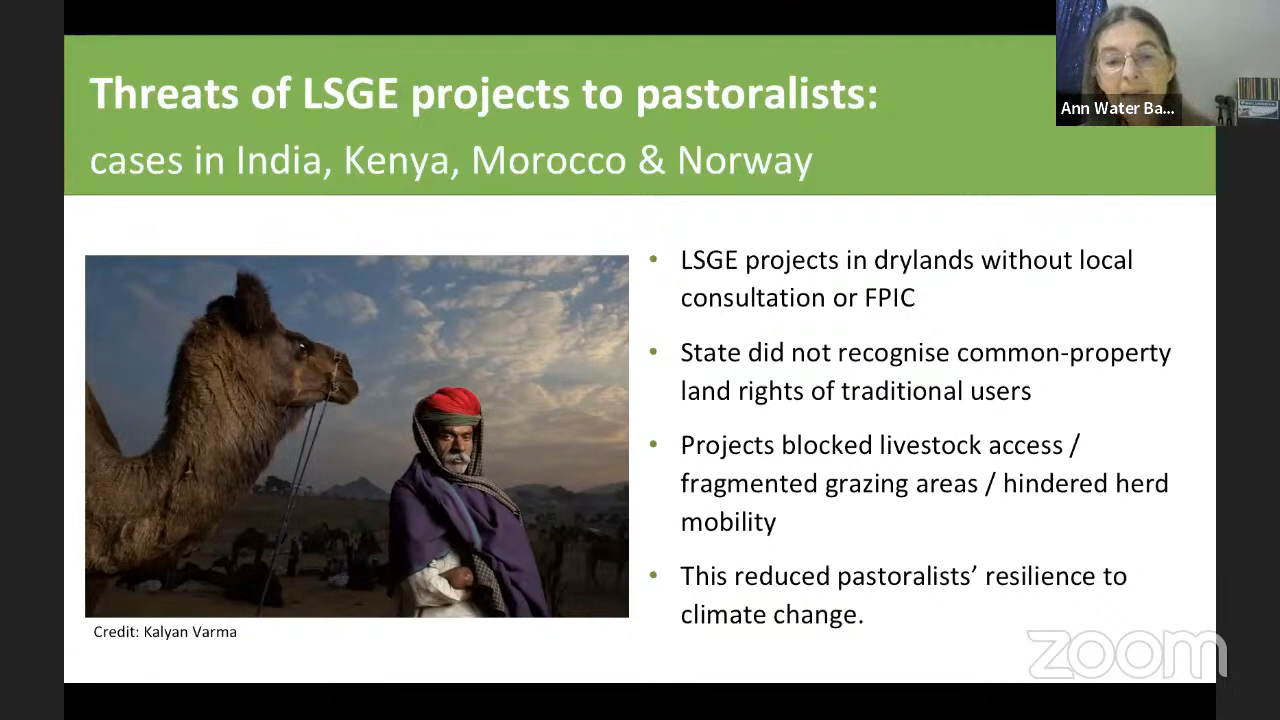 Threats of LSGE projects to pastoralists:
cases in India, Kenya, Morocco & Norway
Ann Water Ba...
• LSGE projects in drylands without local
consultation or FPIC
• State did not recognise common-property
land rights of traditional users
• Projects blocked livestock access /
fragmented grazing areas / hindered herd
mobility
• This reduced pastoralists’ resilience to
climate change.
Credit: Kalyan Varma
zoom